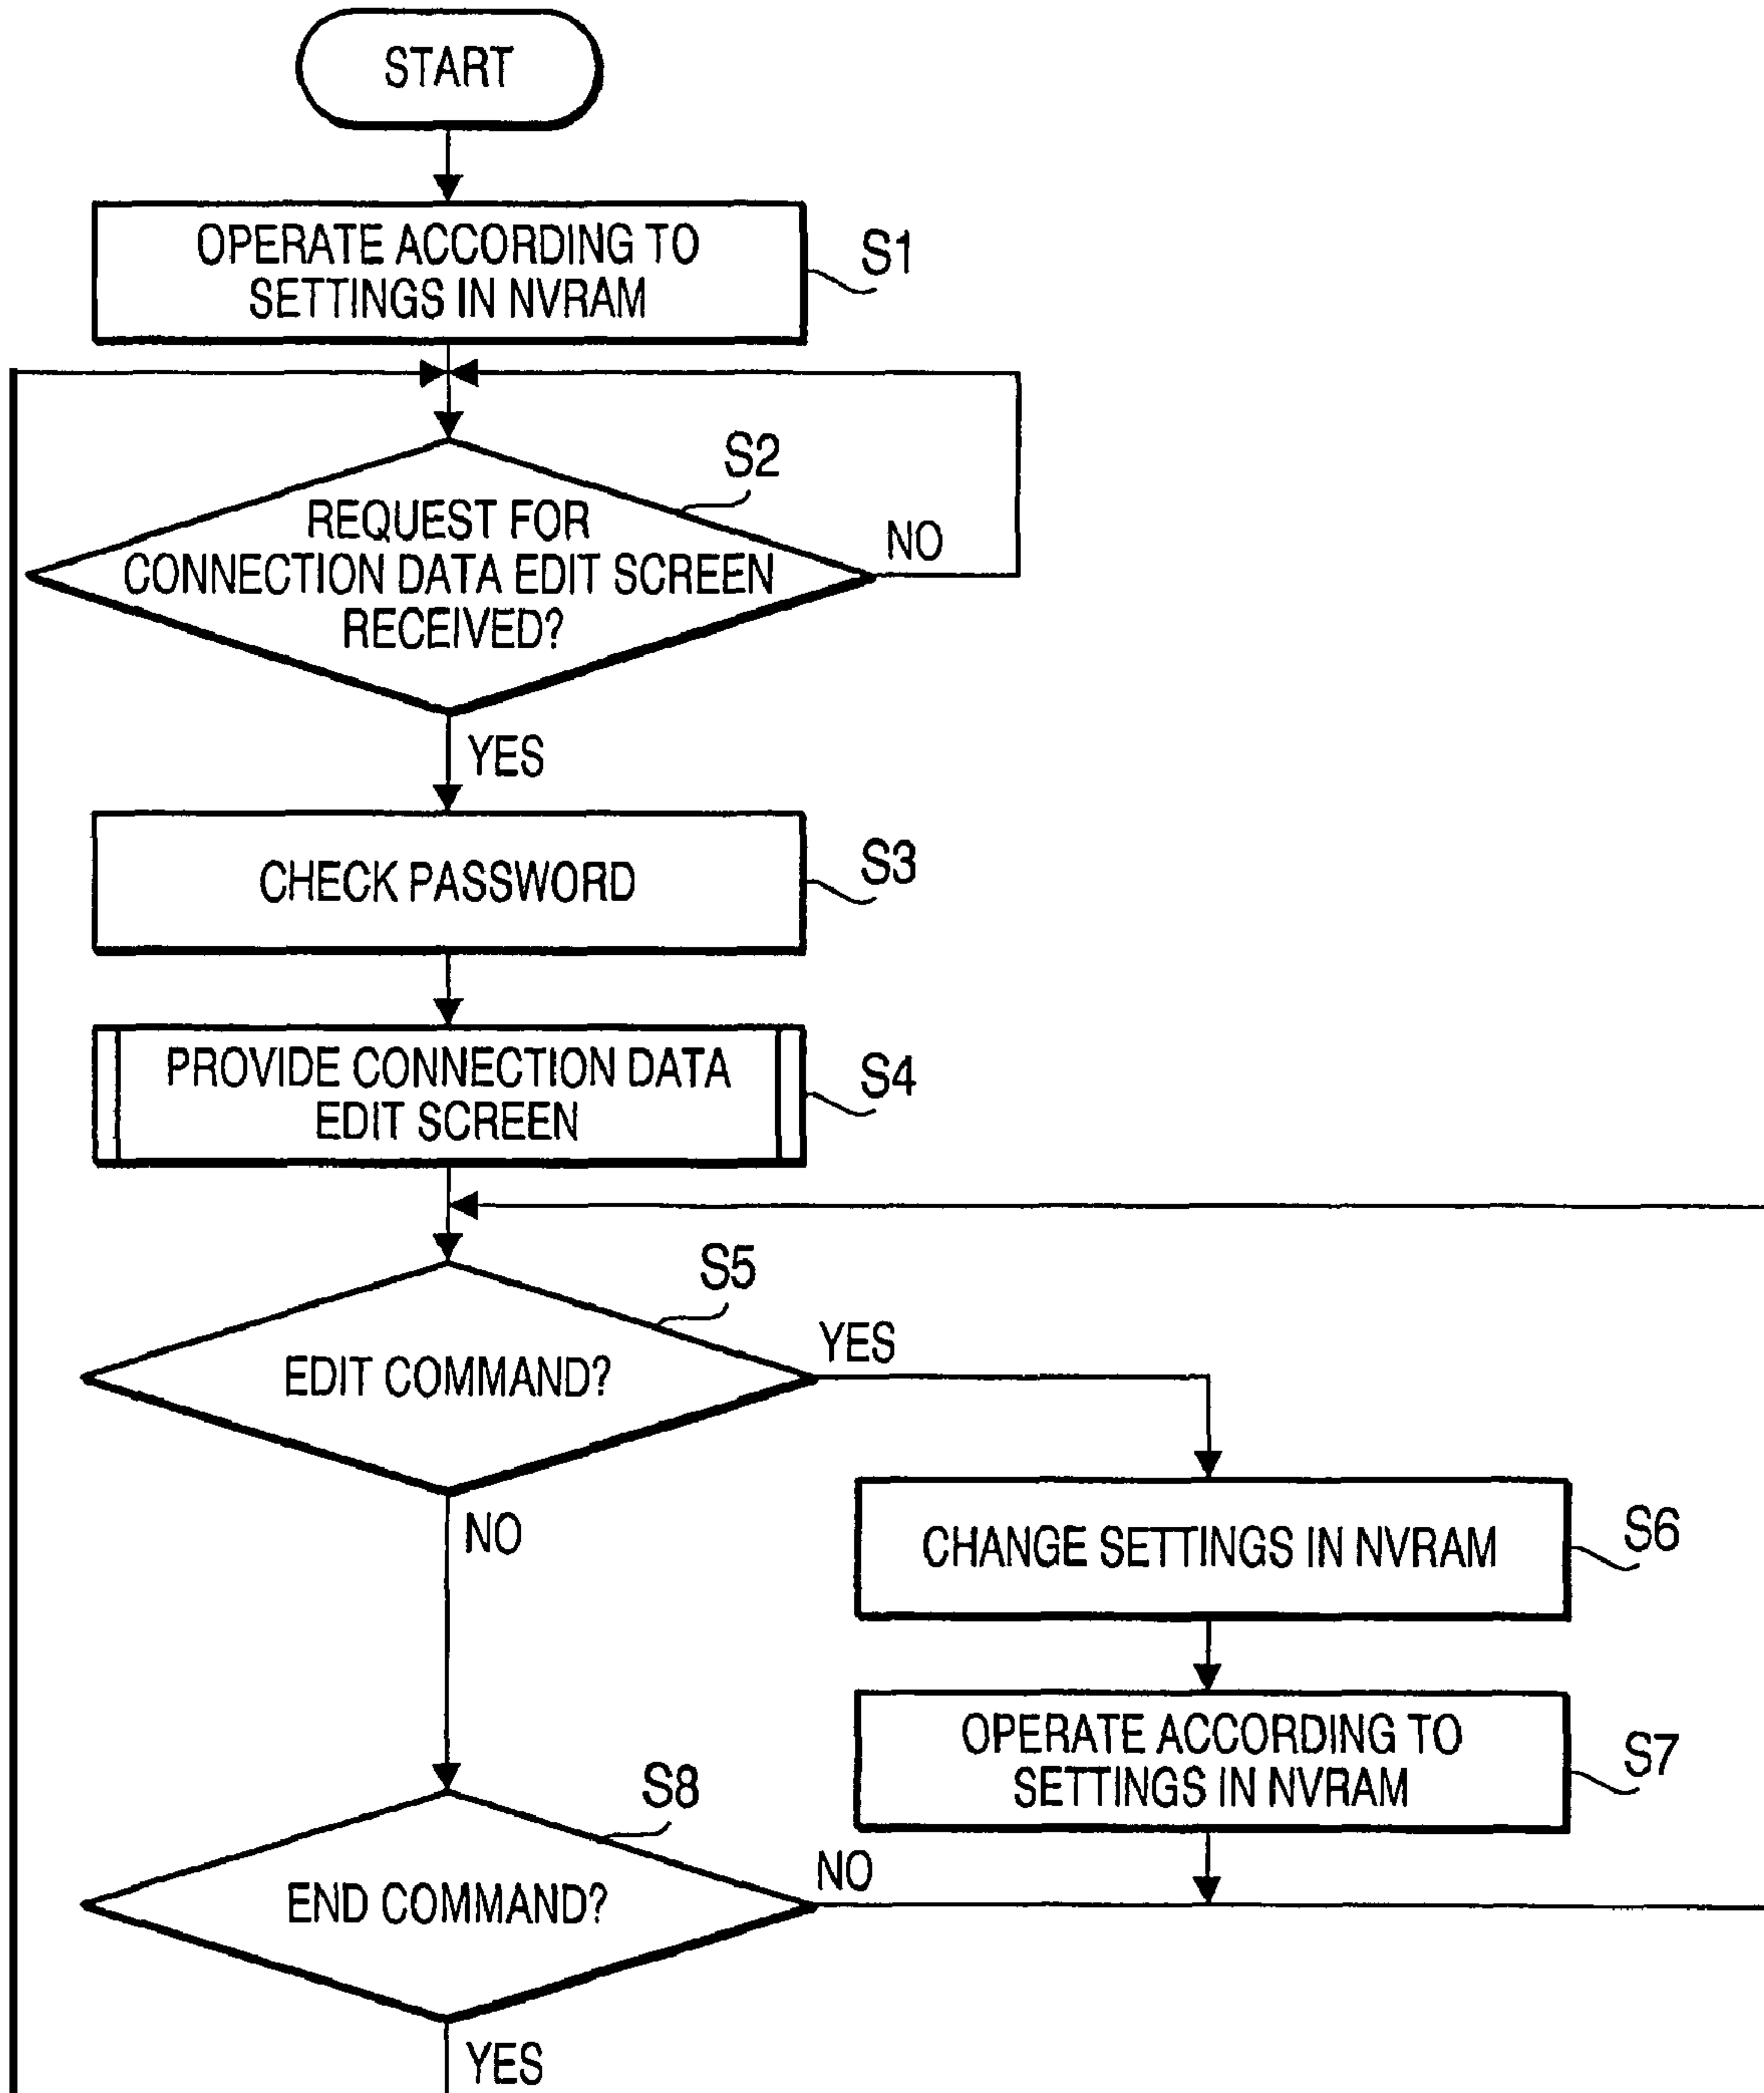 START
OPERATE ACCORDING TO
SETTINGS IN NVRAM
S1
S2
REQUEST FOR
CONNECTION DATA EDIT SCREEN
RECEIVED?
NO
YES
CHECK PASSWORD
S3
PROVIDE CONNECTION DATA
EDIT SCREEN
S4
S5
EDIT COMMAND?
YES
NO
CHANGE SETTINGS IN NVRAM
S6
OPERATE ACCORDING TO
SETTINGS IN NVRAM
S7
S8
END COMMAND?
NO
YES